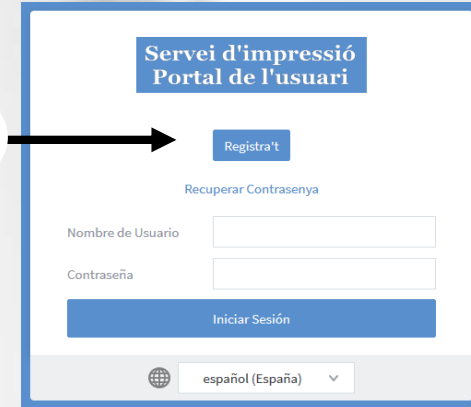 Servei d'impressió
Portal de l'usuari
Registra't
Recuperar Contrasenya
Nombre de Usuario
Contraseña
Iniciar Sesión
español (España)